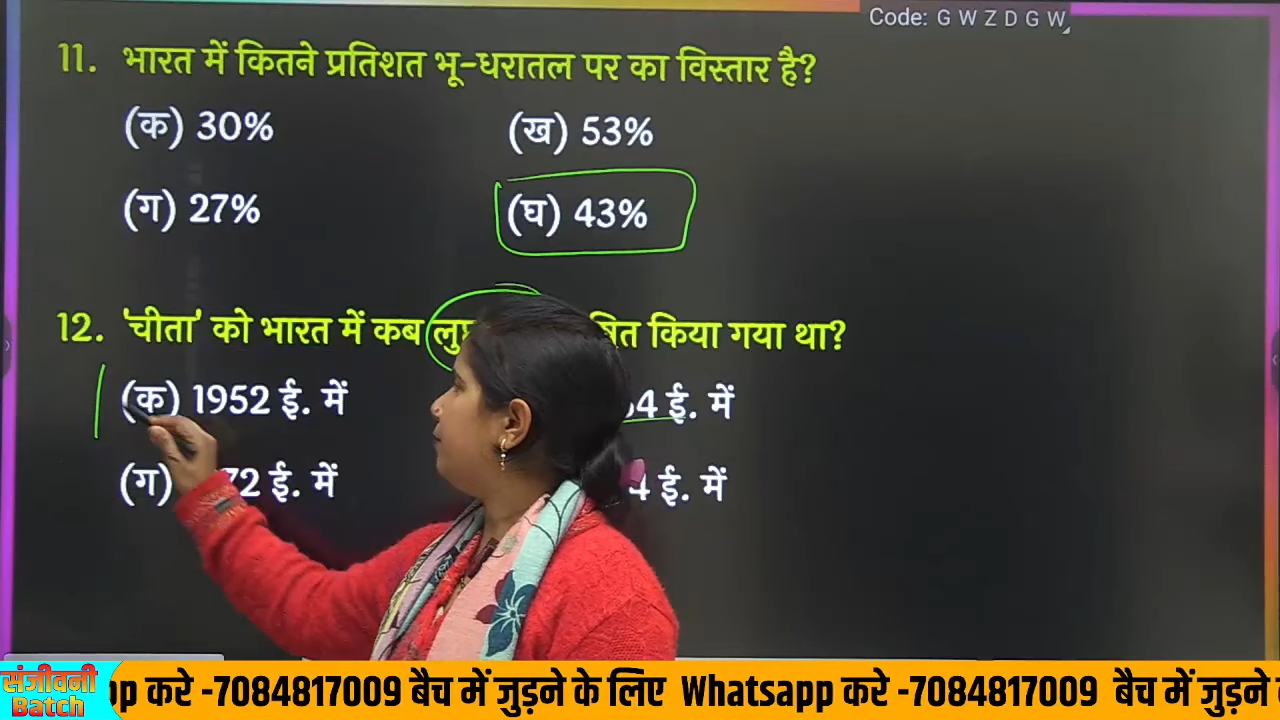 Code: G W Z D G W
11. भारत में कितने प्रतिशत भू-धरातल पर का विस्तार है?
(क) 30% (ख) 53%
(ग) 27% (घ) 43%
12. 'चीता' को भारत में कब किया गया था?
(क) 1952 ई. में 4 ई. में
(ग) 72 ई. में 4 ई. में
संजीवनी
Batch
करे -7084817009 बैच में जुड़ने के लिए Whatsapp करे -7084817009 बैच में जुड़ने